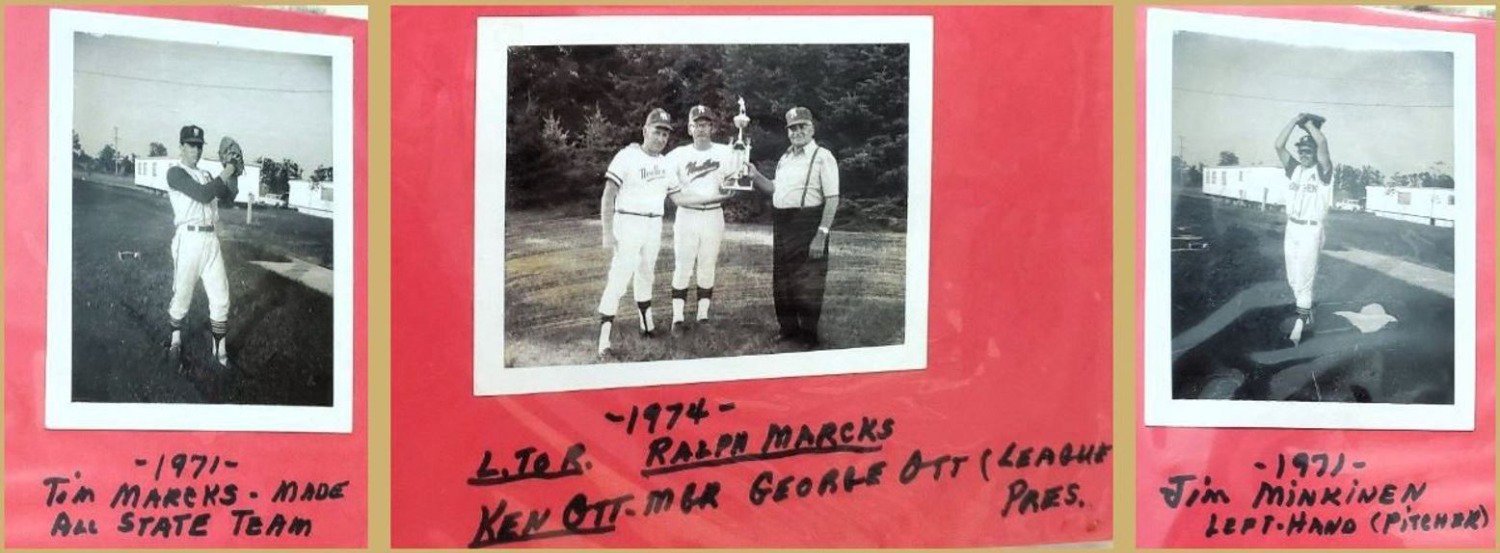 -1971-
Tim MARCKS - MADE
ALL STATE TEAM
-1974-
L. To R. RALPH MARCKS
KEN OTT-MGR GEORGE OTT (LEAGUE
PRES.
-1971-
Jim MINKINEN
LEFT-HAND (PITCHER)